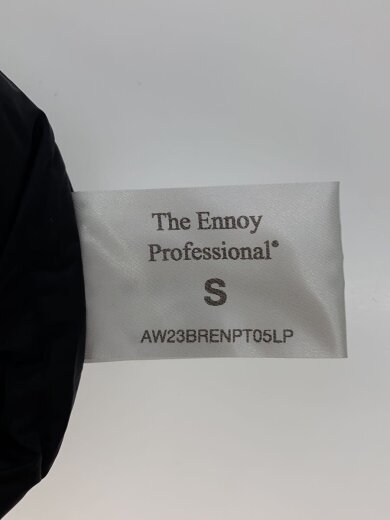 The Ennoy
Professional®
S
AW23BRENPT05LP